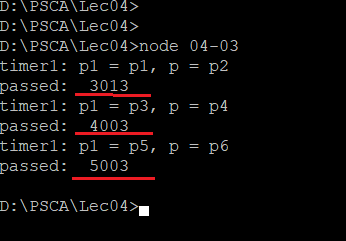 D:\PSCA\Lec04>
D:\PSCA\Lec04>
D:\PSCA\Lec04>node 04-03
timer1: p1 = p1, p = p2
passed:  3013
timer1: p1 = p3, p = p4
passed:  4003
timer1: p1 = p5, p = p6
passed:  5003
D:\PSCA\Lec04>